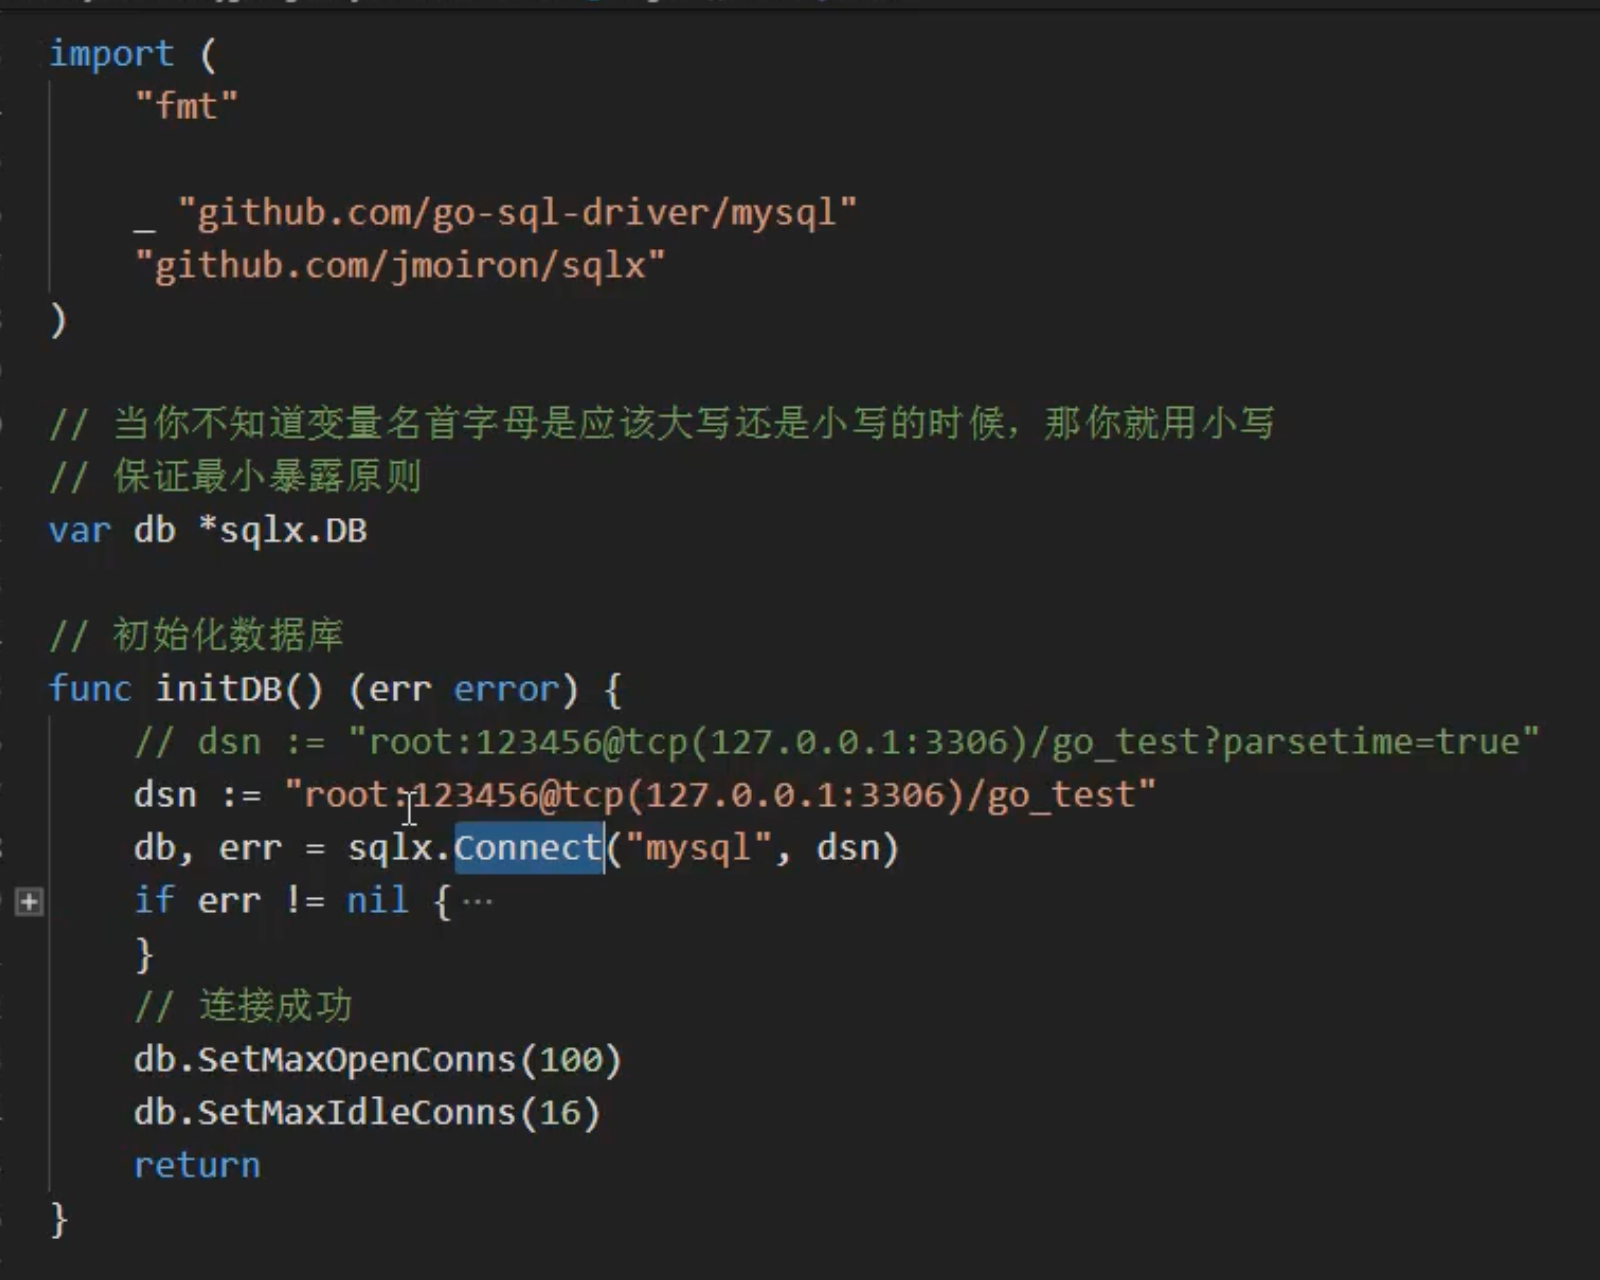 import (
"fmt"
_ "github.com/go-sql-driver/mysql"
"github.com/jmoiron/sqlx"
)
// 当你不知道变量名首字母是应该大写还是小写的时候，那你就用小写
// 保证最小暴露原则
var db *sqlx.DB
// 初始化数据库
func initDB() (err error) {
// dsn := "root:123456@tcp(127.0.0.1:3306)/go_test?parsetime=true"
dsn := "root:123456@tcp(127.0.0.1:3306)/go_test"
db, err = sqlx.Connect("mysql", dsn)
if err != nil {···
}
// 连接成功
db.SetMaxOpenConns(100)
db.SetMaxIdleConns(16)
return
}